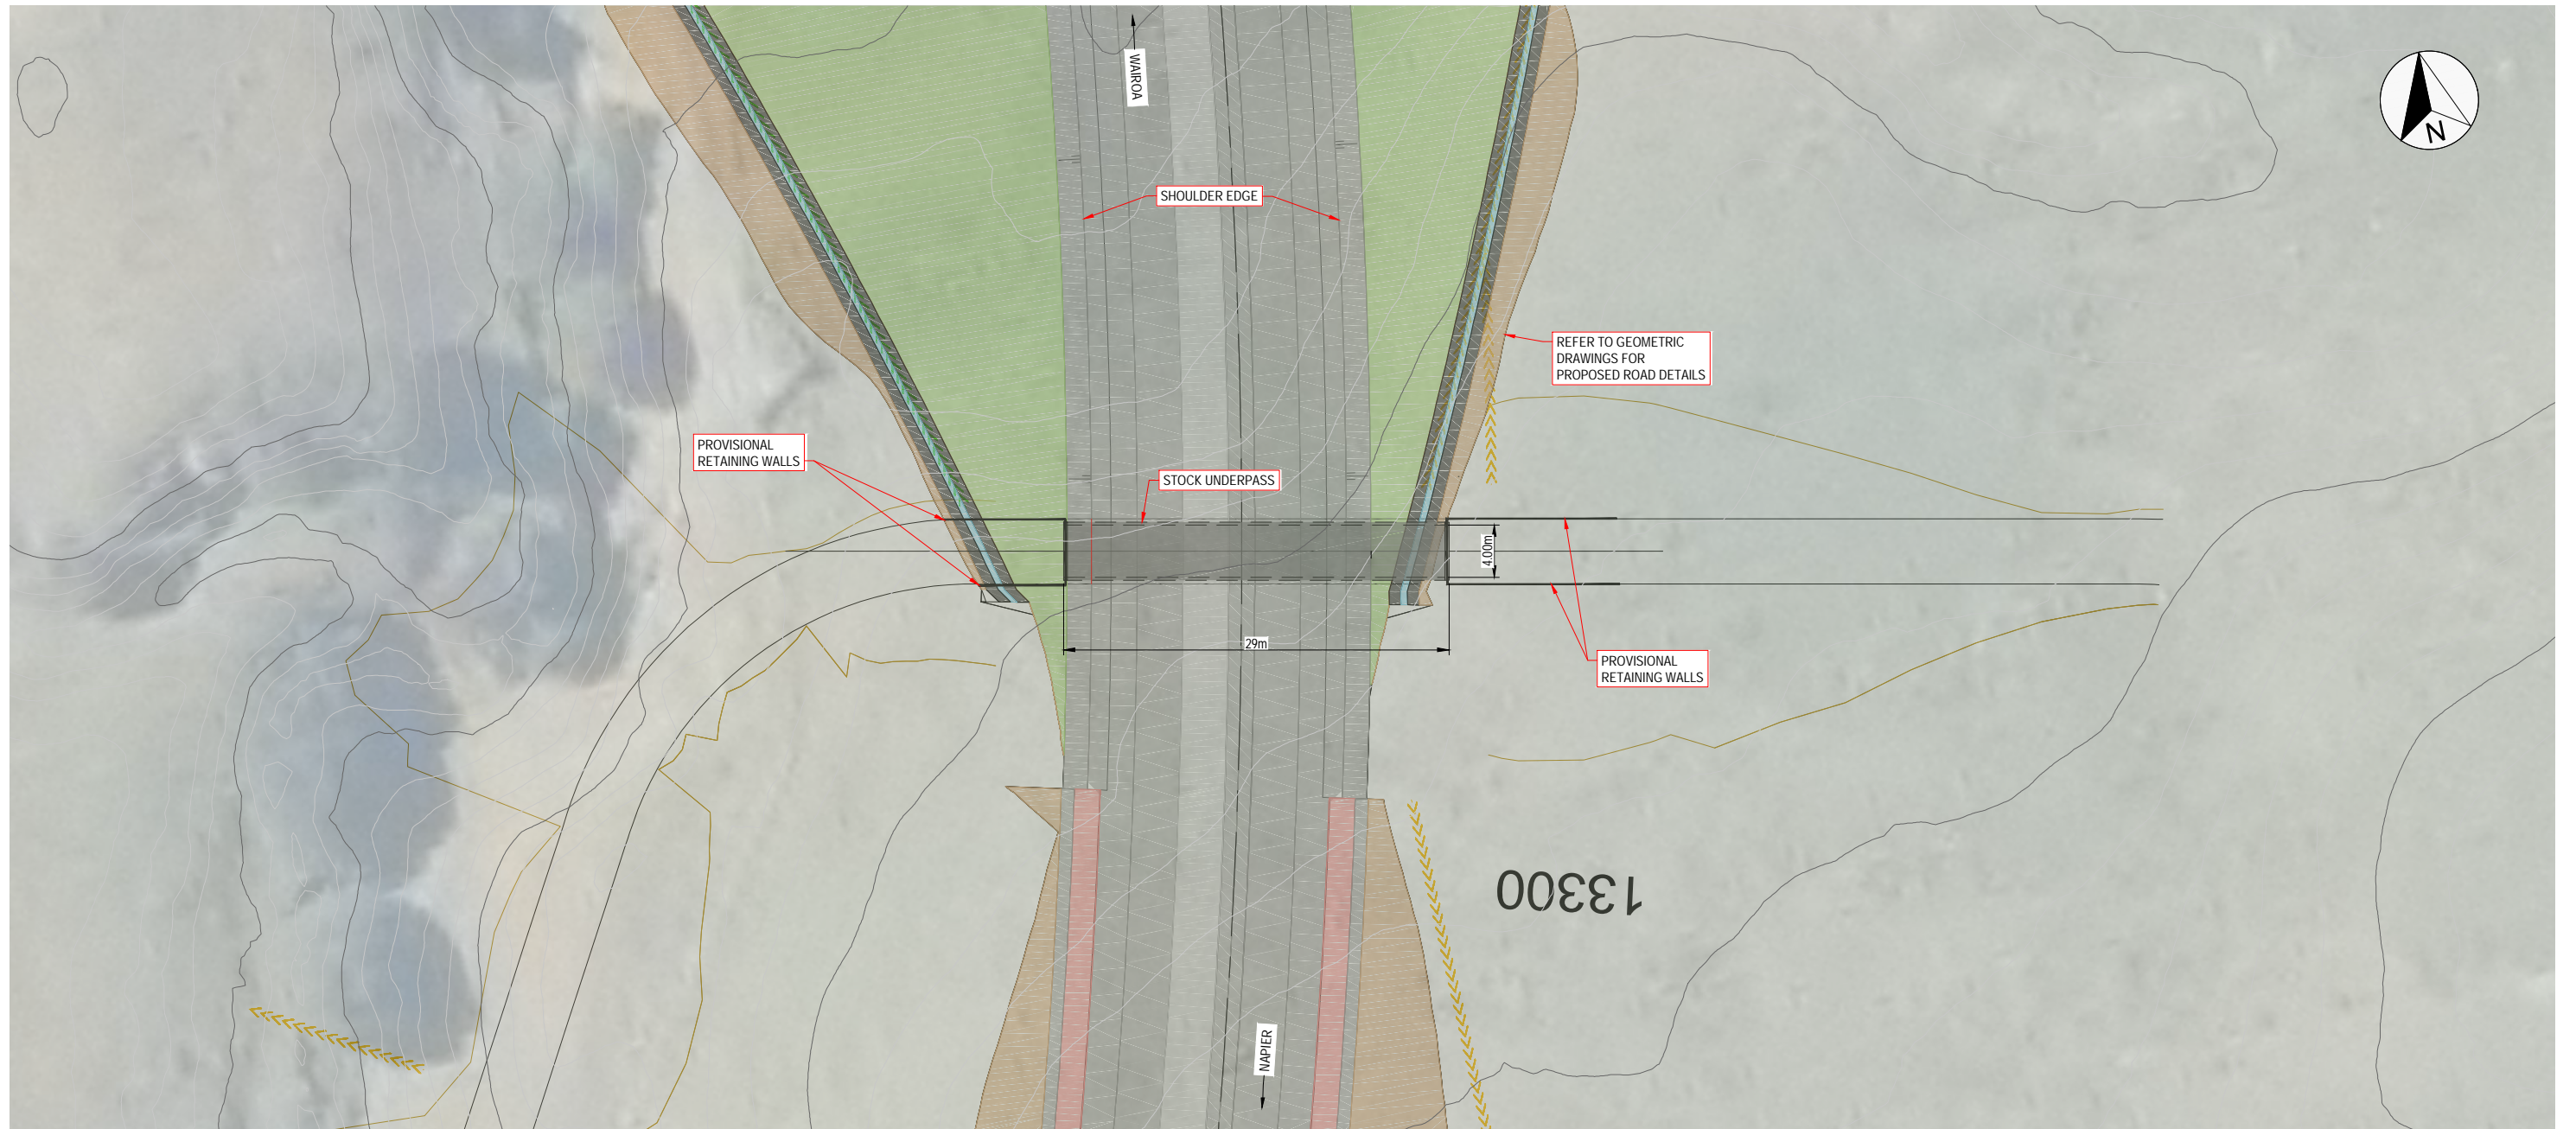 WAIROA
N
SHOULDER EDGE
REFER TO GEOMETRIC
DRAWINGS FOR
PROPOSED ROAD DETAILS
PROVISIONAL
RETAINING WALLS
STOCK UNDERPASS
4.00m
29m
PROVISIONAL
RETAINING WALLS
13300
NAPIER